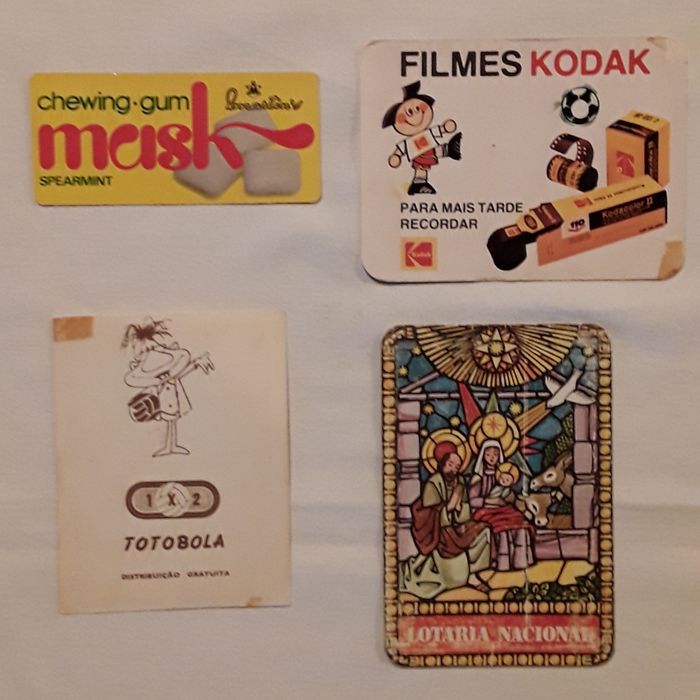 chewing·gum
mask
SPEARMINT
FILMES KODAK
PARA MAIS TARDE
RECORDAR
Kodak
Kodacolor II
110
1 X 2
TOTOBOLA
DISTRIBUIÇÃO GRATUITA
LOTARIA NACIONAL